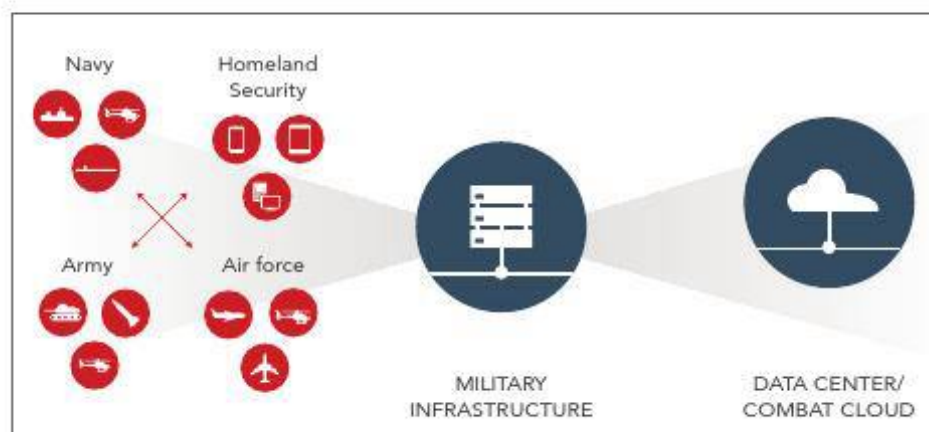 Navy
Homeland
Security
Army
Air force
MILITARY
INFRASTRUCTURE
DATA CENTER/
COMBAT CLOUD